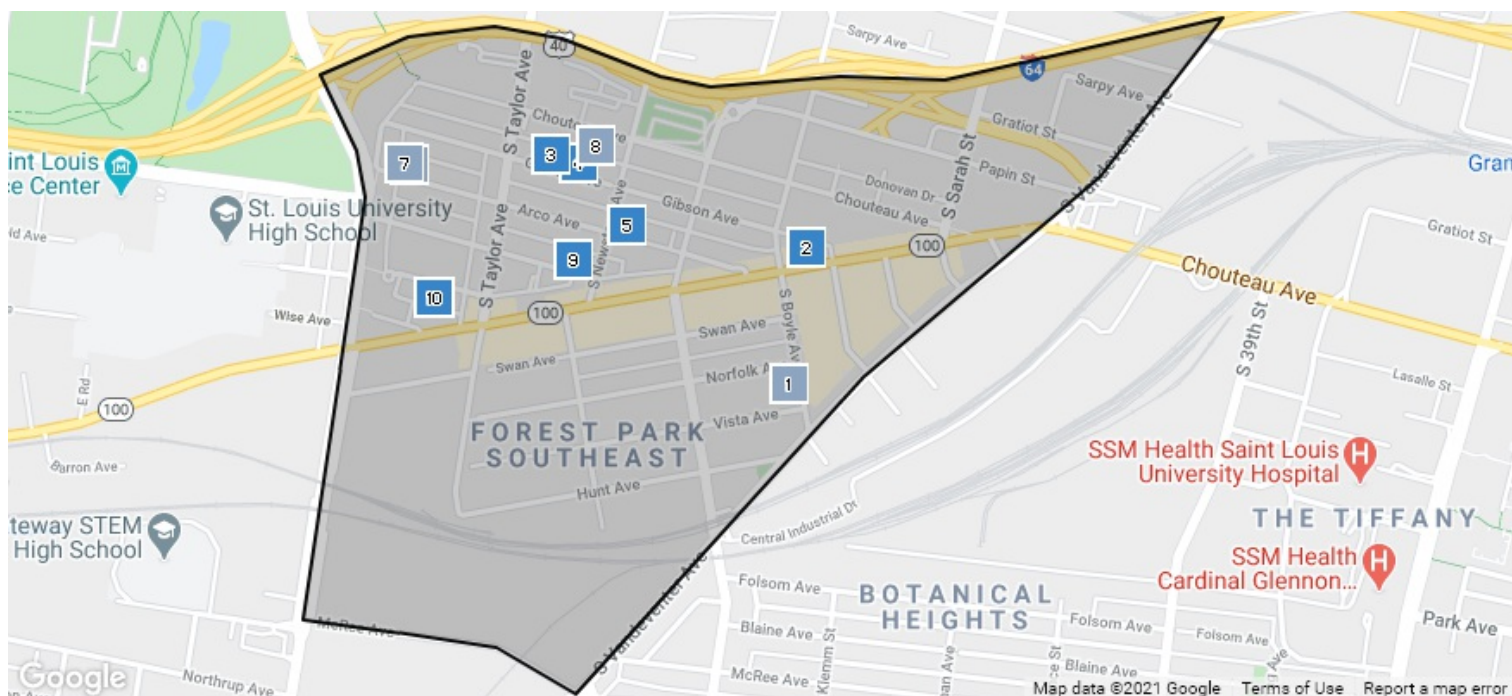 Sarpy Ave
40
S Taylor Ave
64
Sarpy Ave
S Vandeventer Ave
Gratiot St
S Sarah St
Papin St
3
8
7
Donovan Dr
Chouteau Ave
Gibson Ave
Arco Ave
5
2
9
10
100
100
100
int Louis
ce Center
St. Louis University
High School
S Taylor Ave
Wise Ave
E Rd
Barron Ave
Swan Ave
Swan Ave
S Boyle Av
Norfolk A
1
Vista Ave
FOREST PARK
SOUTHEAST
Hunt Ave
Chouteau Ave
Gran
Gratiot St
S 39th St
Lasalle St
SSM Health Saint Louis
University Hospital
H
THE TIFFANY
SSM Health
Cardinal Glennon...
H
Park Ave
Central Industrial Dr
ateway STEM
High School
McRee Ave
Northrup Ave
S Vandeventer Ave
Folsom Ave
Folsom Ave
Folsom Ave
BOTANICAL
HEIGHTS
Blaine Ave
Blaine Ave
McRee Ave
Klemm St
Google
Map data ©2021 Google
Terms of Use
Report a map error